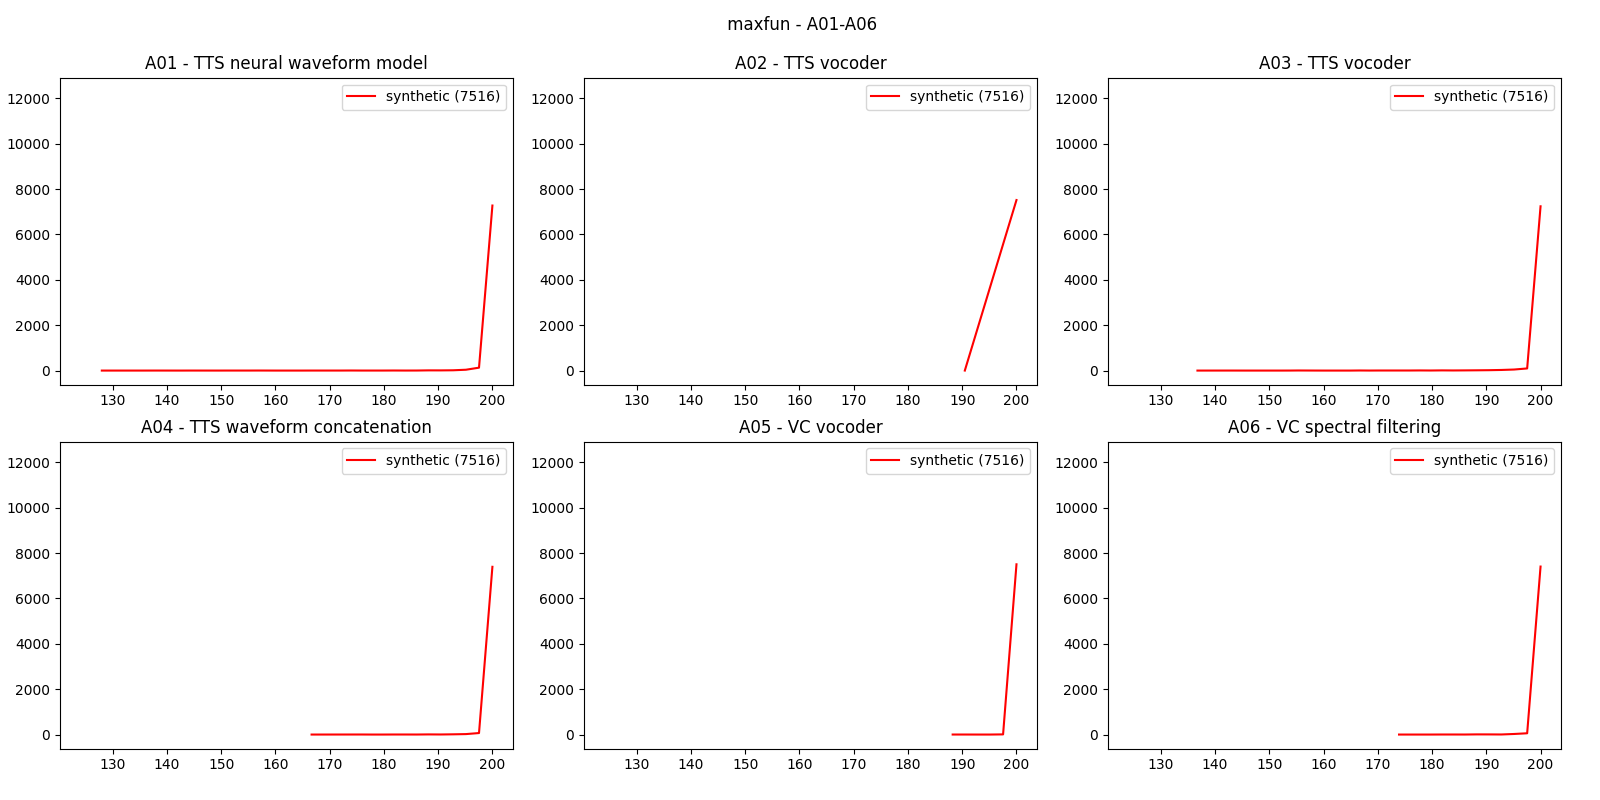 maxfun - A01-A06
A01 - TTS neural waveform model
12000
10000
8000
6000
4000
2000
0
synthetic (7516)
130 140 150 160 170 180 190 200
A02 - TTS vocoder
12000
10000
8000
6000
4000
2000
0
synthetic (7516)
130 140 150 160 170 180 190 200
A03 - TTS vocoder
12000
10000
8000
6000
4000
2000
0
synthetic (7516)
130 140 150 160 170 180 190 200
A04 - TTS waveform concatenation
12000
10000
8000
6000
4000
2000
0
synthetic (7516)
130 140 150 160 170 180 190 200
A05 - VC vocoder
12000
10000
8000
6000
4000
2000
0
synthetic (7516)
130 140 150 160 170 180 190 200
A06 - VC spectral filtering
12000
10000
8000
6000
4000
2000
0
synthetic (7516)
130 140 150 160 170 180 190 200